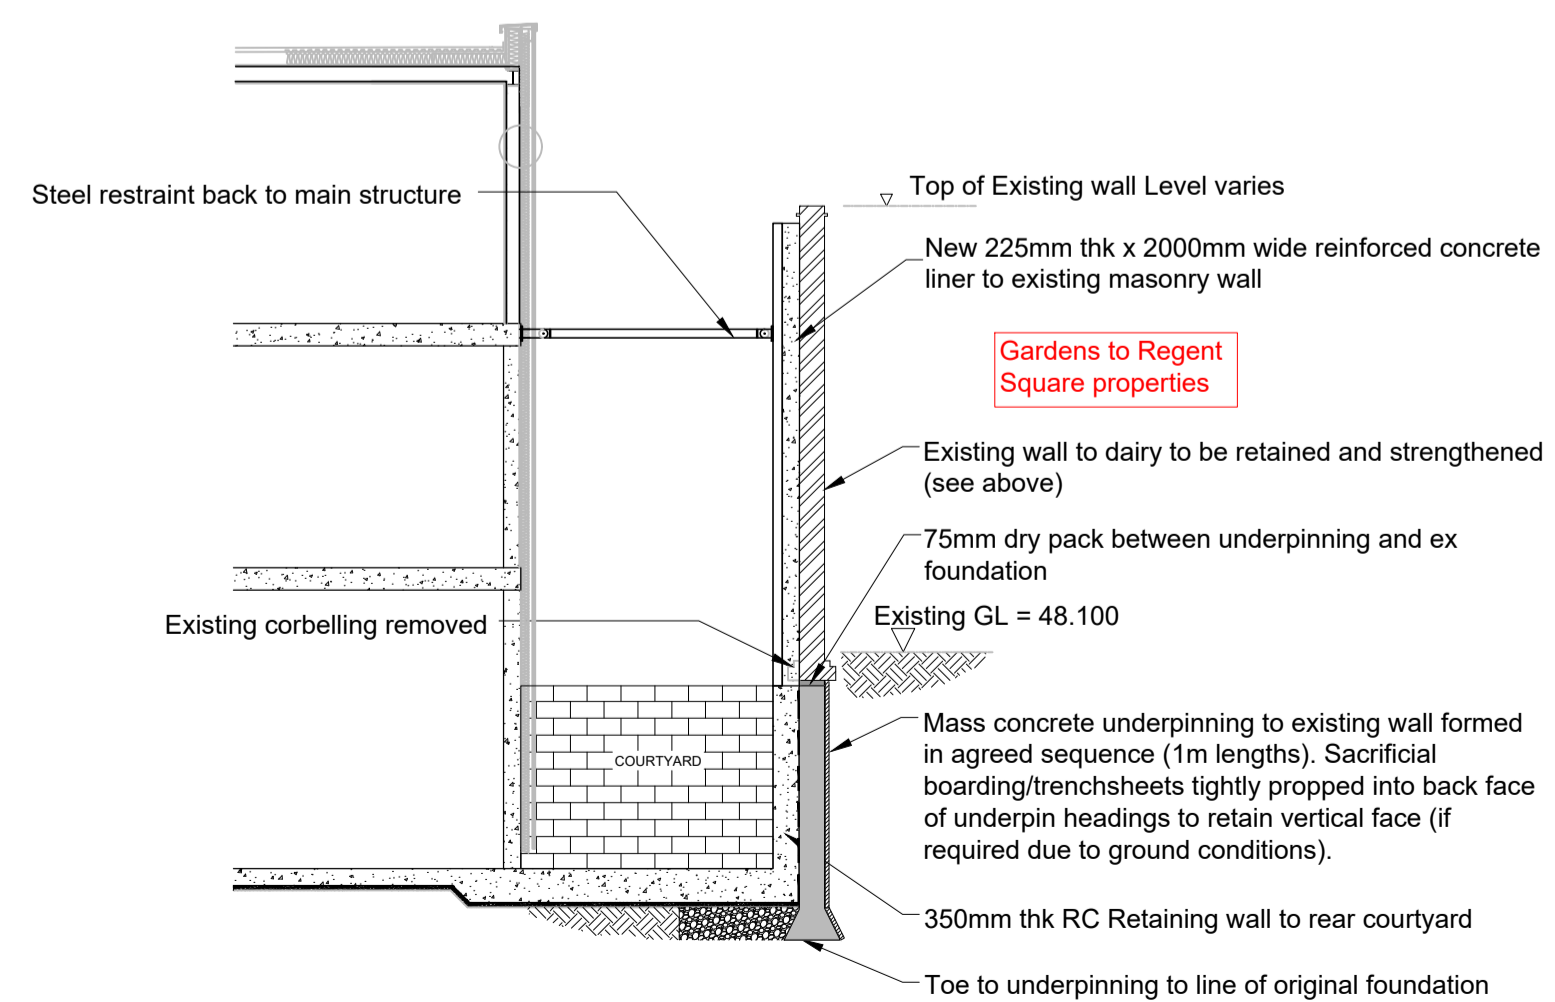 Steel restraint back to main structure
Top of Existing wall Level varies
New 225mm thk x 2000mm wide reinforced concrete
liner to existing masonry wall
Gardens to Regent
Square properties
Existing wall to dairy to be retained and strengthened
(see above)
75mm dry pack between underpinning and ex
foundation
Existing GL = 48.100
Existing corbelling removed
COURTYARD
Mass concrete underpinning to existing wall formed
in agreed sequence (1m lengths). Sacrificial
boarding/trenchsheets tightly propped into back face
of underpin headings to retain vertical face (if
required due to ground conditions).
350mm thk RC Retaining wall to rear courtyard
Toe to underpinning to line of original foundation